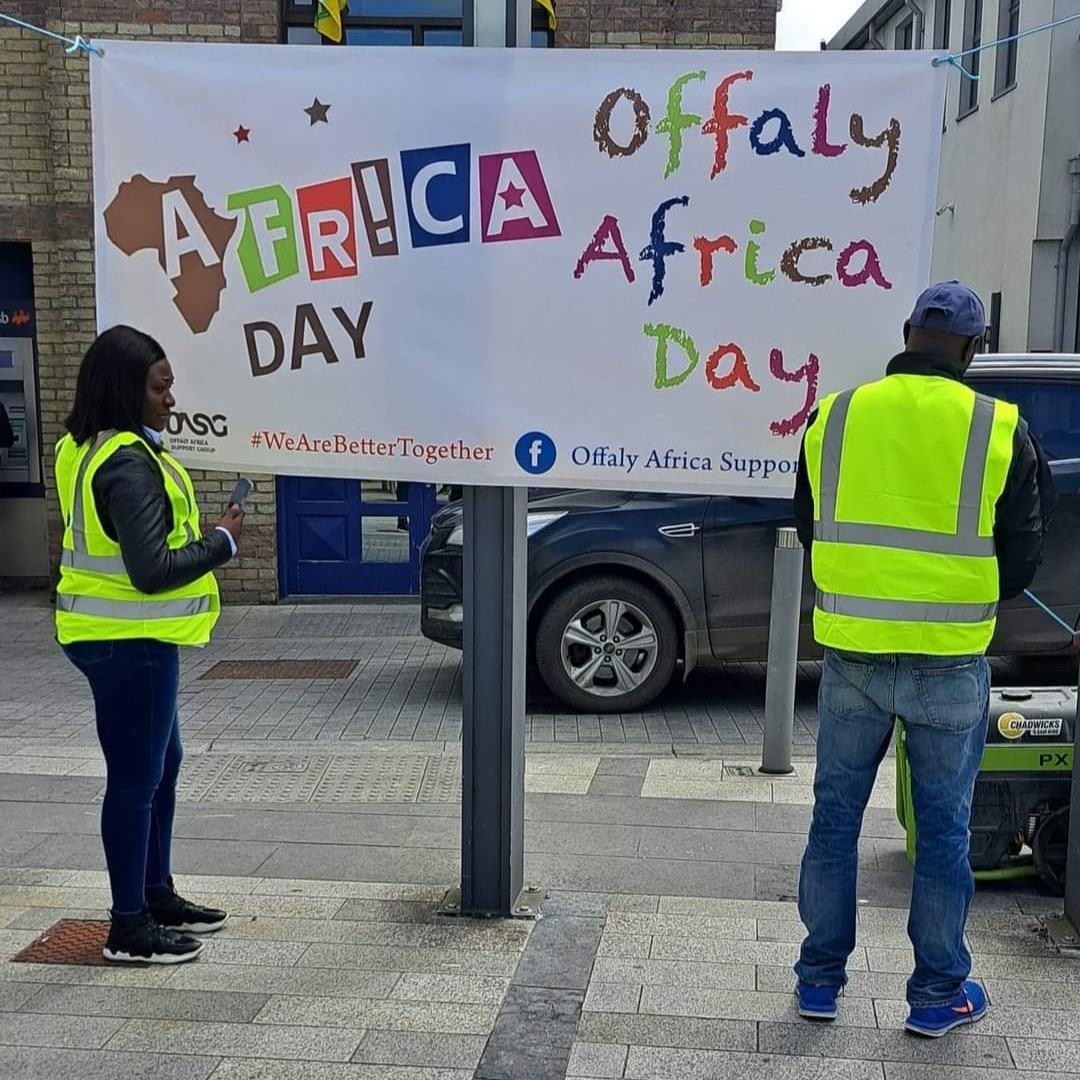 AFR!CA
DAY
Offaly
Africa
Day
OASG
OFFALY AFRICA
SUPPORT GROUP
#WeAreBetterTogether
f Offaly Africa Suppor
CHADWICKS
PX